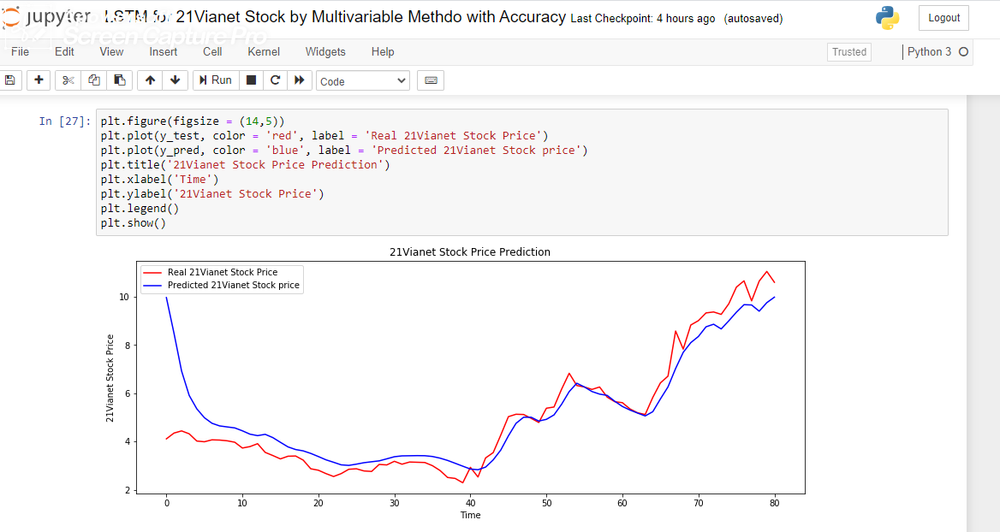 jupyter LSTM for 21Vianet Stock by Multivariable Methdo with Accuracy Last Checkpoint: 4 hours ago (autosaved) Logout
Screen Capture Pro
File Edit View Insert Cell Kernel Widgets Help Trusted Python 3
Run Code
In [27]: plt.figure(figsize = (14,5))
plt.plot(y_test, color = 'red', label = 'Real 21Vianet Stock Price')
plt.plot(y_pred, color = 'blue', label = 'Predicted 21Vianet Stock price')
plt.title('21Vianet Stock Price Prediction')
plt.xlabel('Time')
plt.ylabel('21Vianet Stock Price')
plt.legend()
plt.show()
21Vianet Stock Price Prediction
Real 21Vianet Stock Price
Predicted 21Vianet Stock price
21Vianet Stock Price
10
8
6
4
2
0 10 20 30 40 50 60 70 80
Time